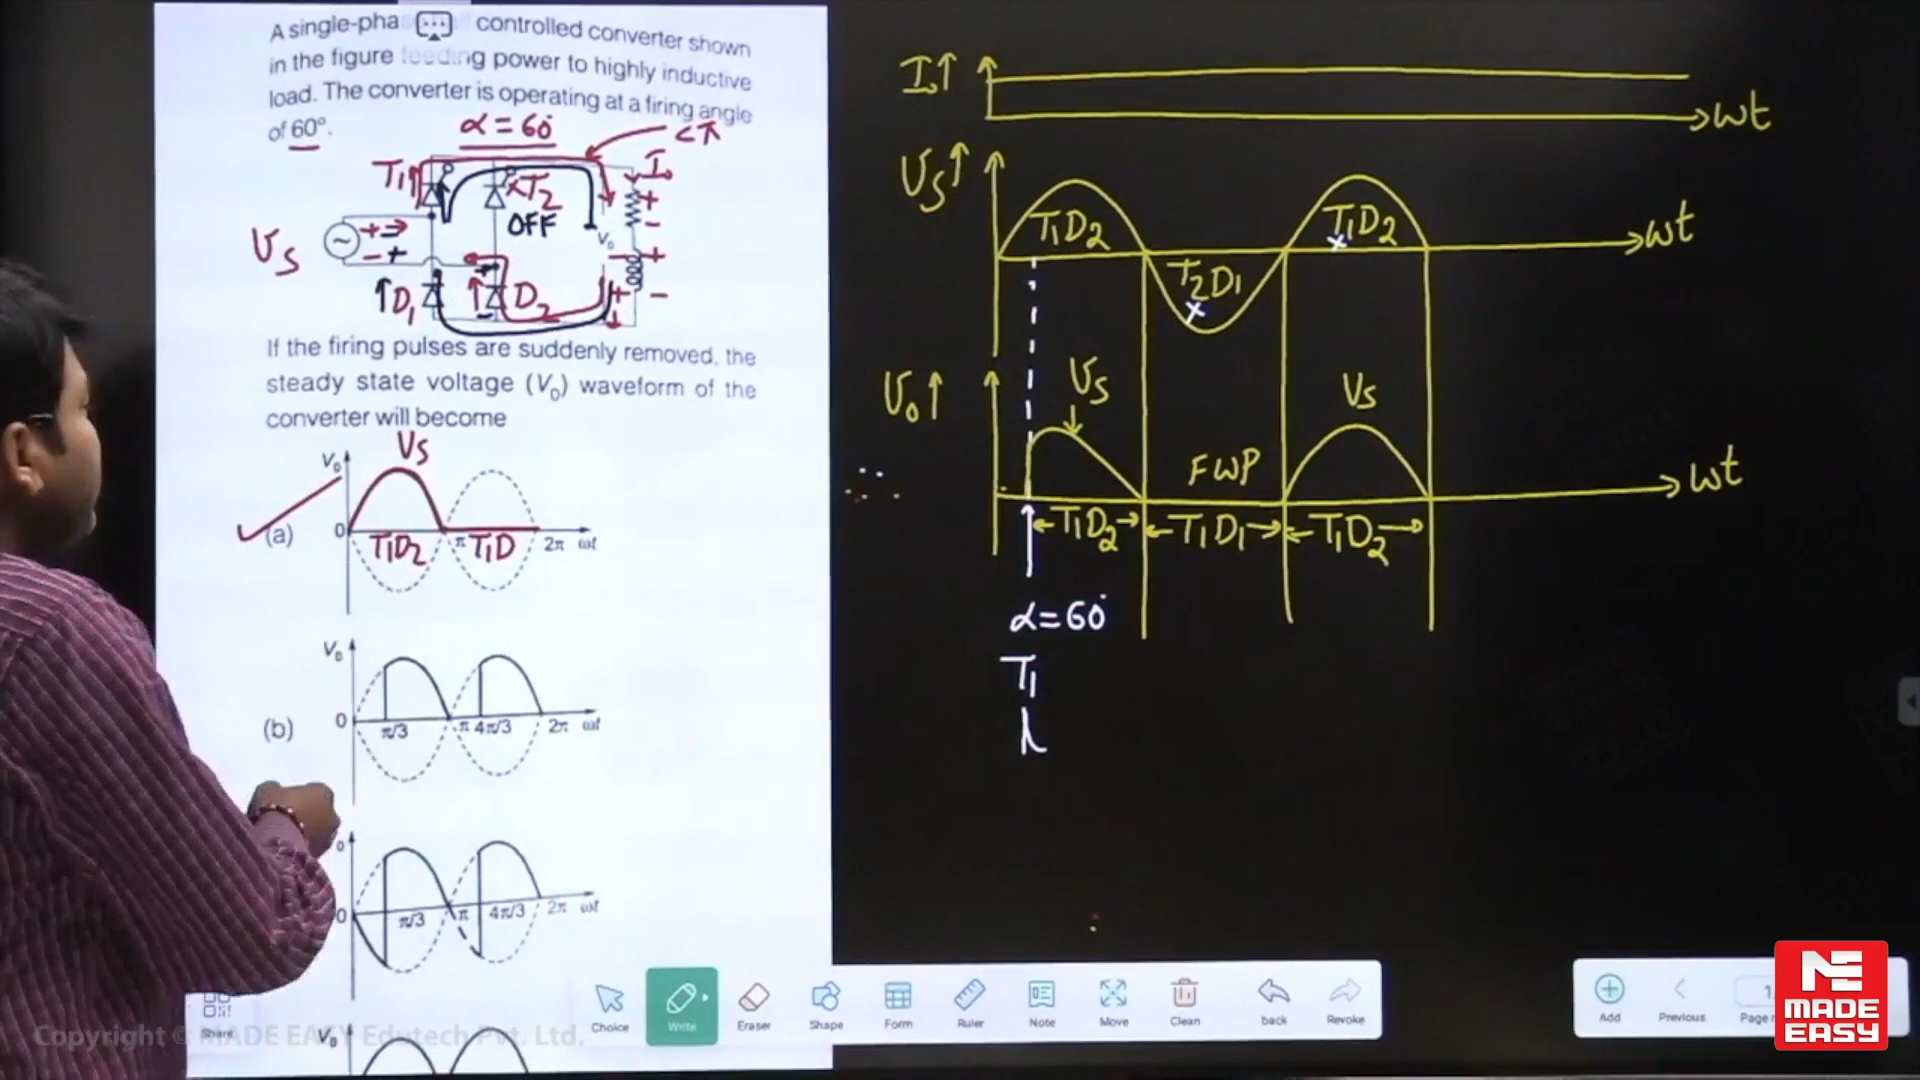 A single-pha controlled converter shown
in the figure feeding power to highly inductive
load. The converter is operating at a firing angle
of 60°.
α = 60°
< π
T1
T2
OFF
I0
+
-
VS
+
-
- +
V0
+
-
D1
D2
If the firing pulses are suddenly removed, the
steady state voltage (V0) waveform of the
converter will become
(a)
V0
VS
0
T1D2
π
T1D
2π
ωt
(b)
V0
0
π/3
π
4π/3
2π
ωt
0
0
π/3
π
4π/3
2π
ωt
V0
I0↑
ωt
VS↑
T1D2
T2D1
T1D2
ωt
V0↑
VS
FWP
VS
ωt
T1D2
T1D1
T1D2
α = 60°
T1
Share
Choice
Write
Eraser
Shape
Form
Ruler
Note
Move
Clean
back
Revoke
Add
Previous
MADE
EASY
Copyright © MADE EASY Edutech Pvt. Ltd.